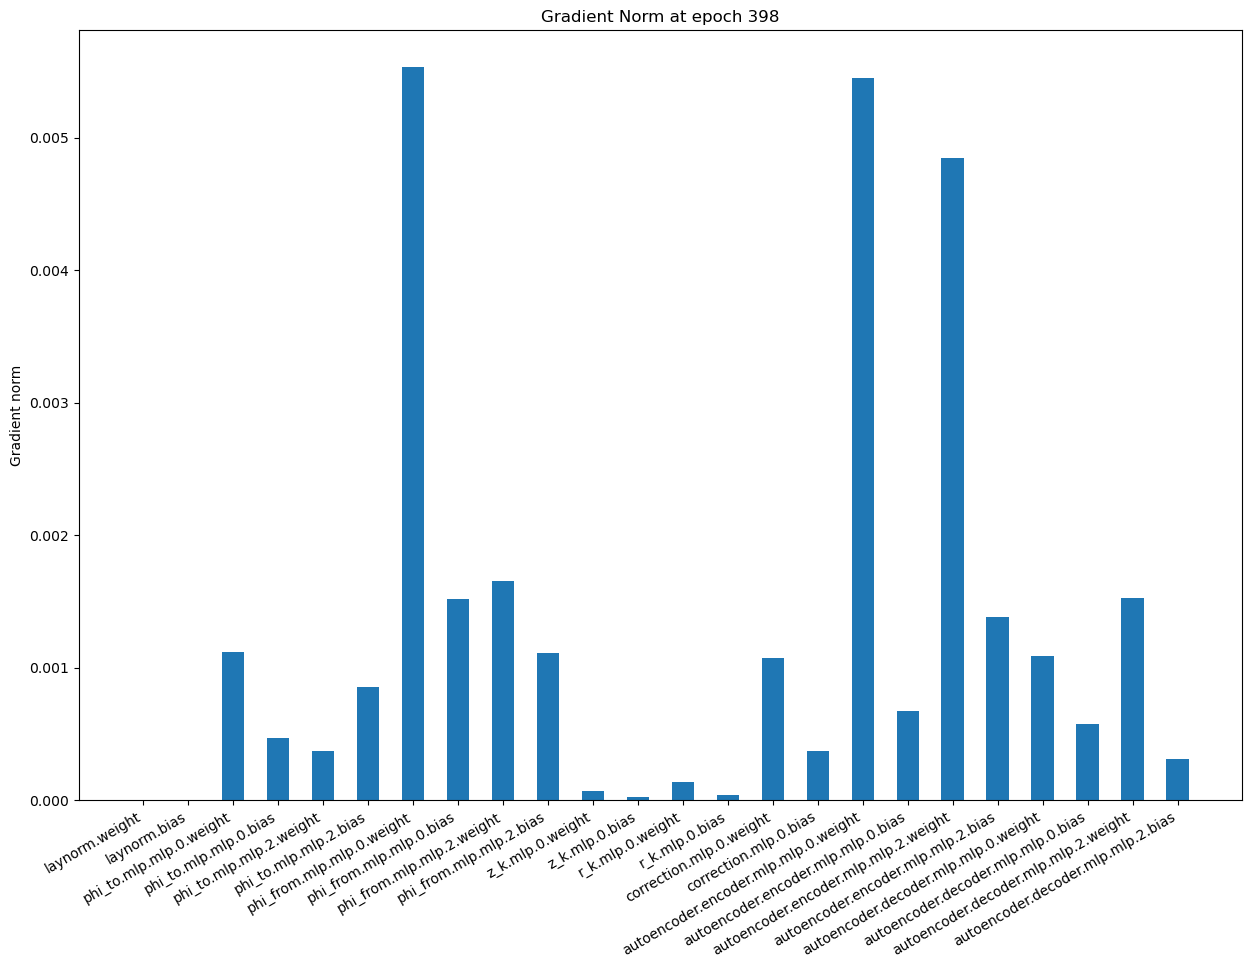 Gradient Norm at epoch 398
Gradient norm
0.005
0.004
0.003
0.002
0.001
0.000
laynorm.weight
laynorm.bias
phi_to.mlp.mlp.0.weight
phi_to.mlp.mlp.0.bias
phi_to.mlp.mlp.2.weight
phi_to.mlp.mlp.2.bias
phi_from.mlp.mlp.0.weight
phi_from.mlp.mlp.0.bias
phi_from.mlp.mlp.2.weight
phi_from.mlp.mlp.2.bias
z_k.mlp.0.weight
z_k.mlp.0.bias
r_k.mlp.0.weight
r_k.mlp.0.bias
correction.mlp.0.weight
correction.mlp.0.bias
autoencoder.encoder.mlp.mlp.0.weight
autoencoder.encoder.mlp.mlp.0.bias
autoencoder.encoder.mlp.mlp.2.weight
autoencoder.encoder.mlp.mlp.2.bias
autoencoder.decoder.mlp.mlp.0.weight
autoencoder.decoder.mlp.mlp.0.bias
autoencoder.decoder.mlp.mlp.2.weight
autoencoder.decoder.mlp.mlp.2.bias